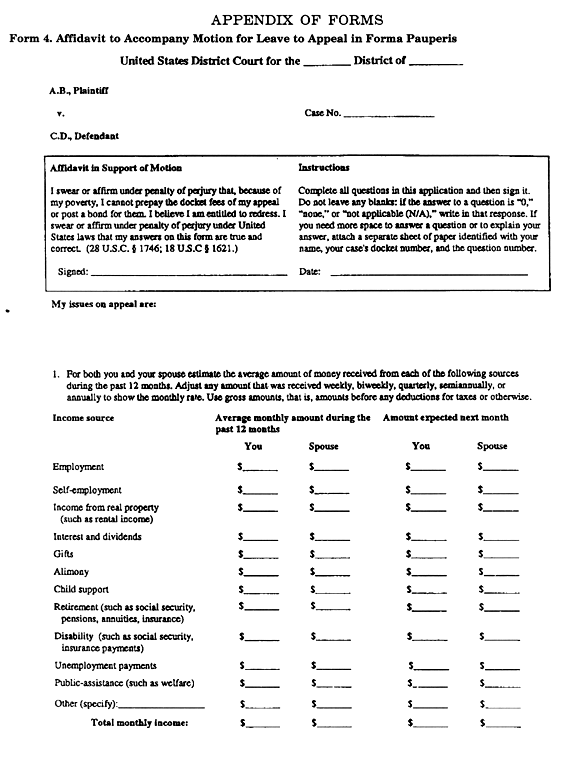 APPENDIX OF FORMS
Form 4. Affidavit to Accompany Motion for Leave to Appeal in Forma Pauperis
United States District Court for the _______ District of ________
A.B., Plaintiff
v.
Case No. ______________
C.D., Defendant
Affidavit in Support of Motion
I swear or affirm under penalty of perjury that, because of
my poverty, I cannot prepay the docket fees of my appeal
or post a bond for them. I believe I am entitled to redress. I
swear or affirm under penalty of perjury under United
States laws that my answers on this form are true and
correct. (28 U.S.C. § 1746; 18 U.S.C § 1621.)
Signed: ______________________________
Instructions
Complete all questions in this application and then sign it.
Do not leave any blanks: if the answer to a question is "0,"
"none," or "not applicable (N/A)," write in that response. If
you need more space to answer a question or to explain your
answer, attach a separate sheet of paper identified with your
name, your case's docket number, and the question number.
Date: ______________________________
My issues on appeal are:
1. For both you and your spouse estimate the average amount of money received from each of the following sources
during the past 12 months. Adjust any amount that was received weekly, biweekly, quarterly, semiannually, or
annually to show the monthly rate. Use gross amounts, that is, amounts before any deductions for taxes or otherwise.
Income source Average monthly amount during the Amount expected next month
past 12 months
You Spouse You Spouse
Employment $______ $______ $______ $______
Self-employment $______ $______ $______ $______
Income from real property $______ $______ $______ $______
(such as rental income)
Interest and dividends $______ $______ $______ $______
Gifts $______ $______ $______ $______
Alimony $______ $______ $______ $______
Child support $______ $______ $______ $______
Retirement (such as social security, $______ $______ $______ $______
pensions, annuities, insurance)
Disability (such as social security, $______ $______ $______ $______
insurance payments)
Unemployment payments $______ $______ $______ $______
Public-assistance (such as welfare) $______ $______ $______ $______
Other (specify):______________ $______ $______ $______ $______
Total monthly income: $______ $______ $______ $______